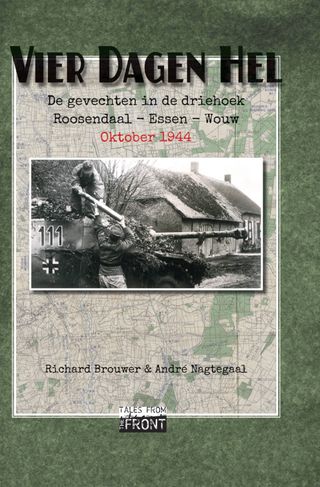 VIER DAGEN HEL
De gevechten in de driehoek
Roosendaal - Essen - Wouw
Oktober 1944
111
Richard Brouwer & André Nagtegaal
TALES FROM
THE FRONT